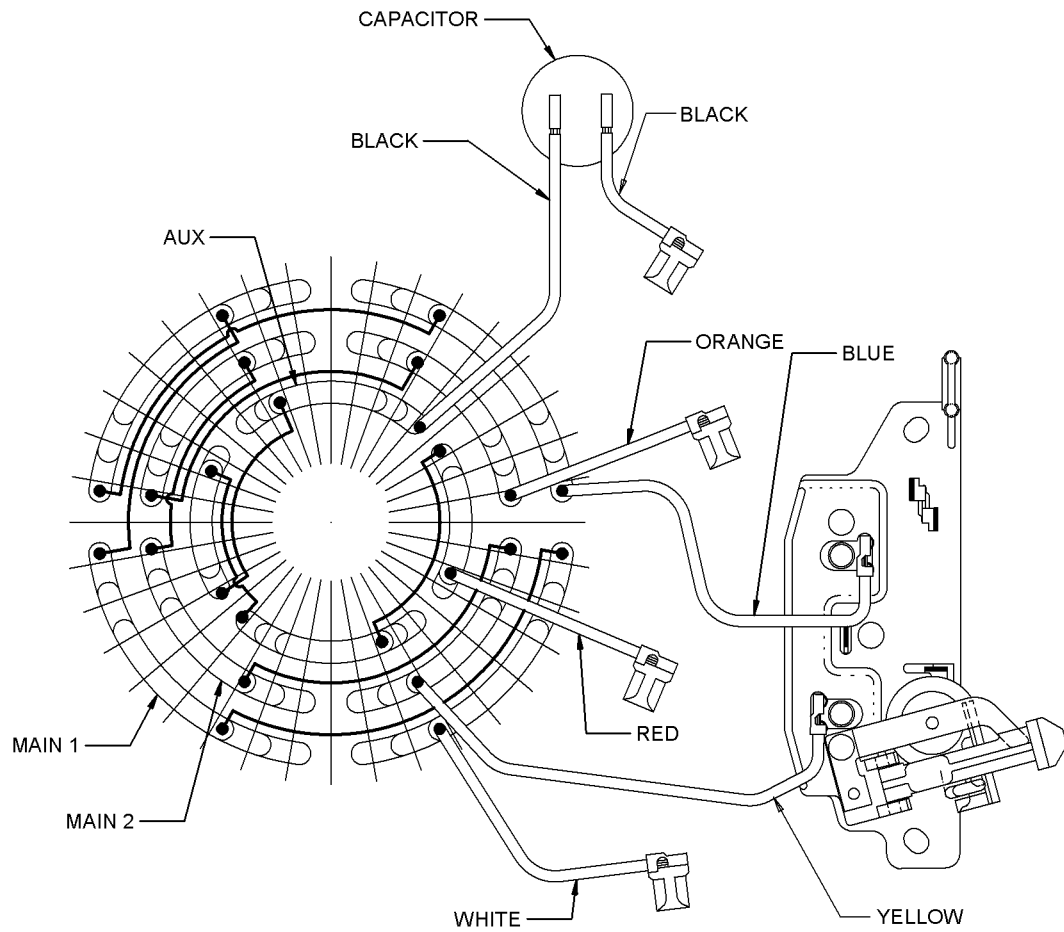 CAPACITOR
BLACK
BLACK
AUX
ORANGE
BLUE
RED
MAIN 1
MAIN 2
WHITE
YELLOW